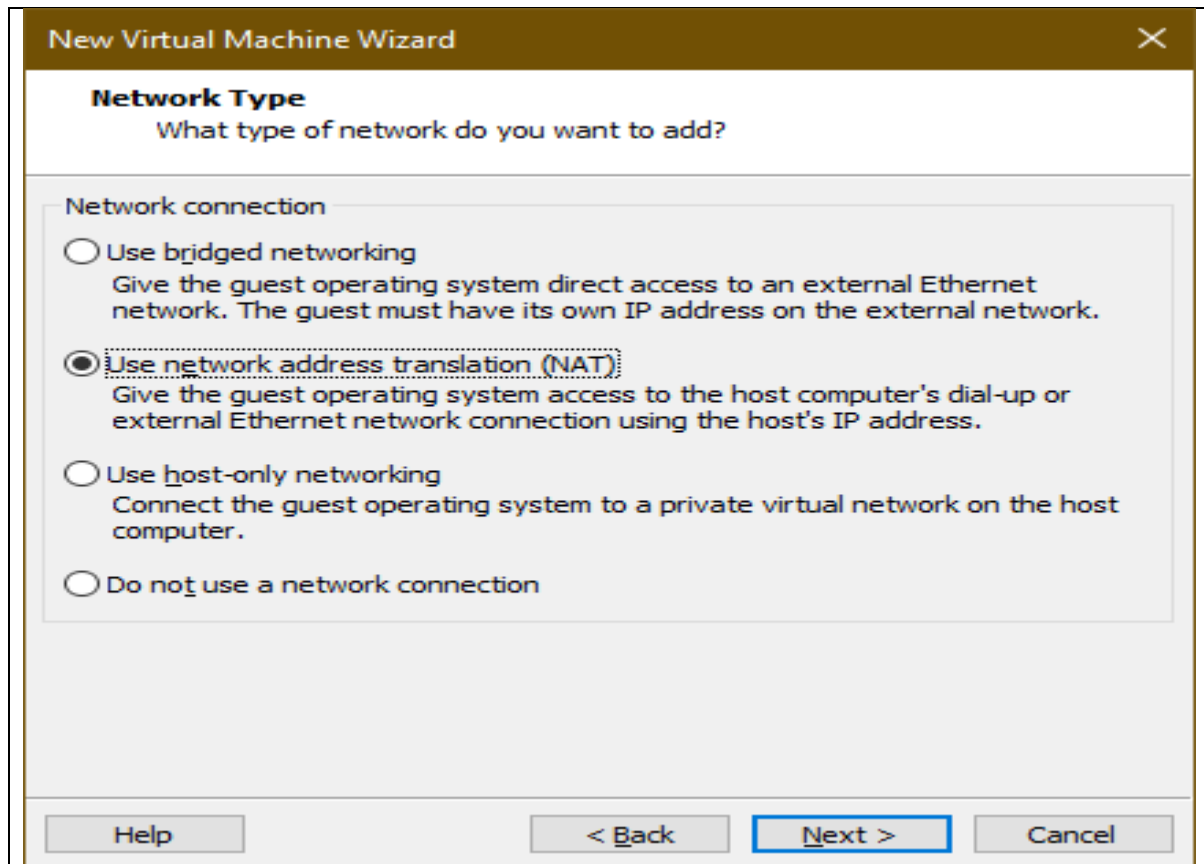 New Virtual Machine Wizard
Network Type
What type of network do you want to add?
Network connection
Use bridged networking
Give the guest operating system direct access to an external Ethernet
network. The guest must have its own IP address on the external network.
Use network address translation (NAT)
Give the guest operating system access to the host computer's dial-up or
external Ethernet network connection using the host's IP address.
Use host-only networking
Connect the guest operating system to a private virtual network on the host
computer.
Do not use a network connection
Help
< Back
Next >
Cancel